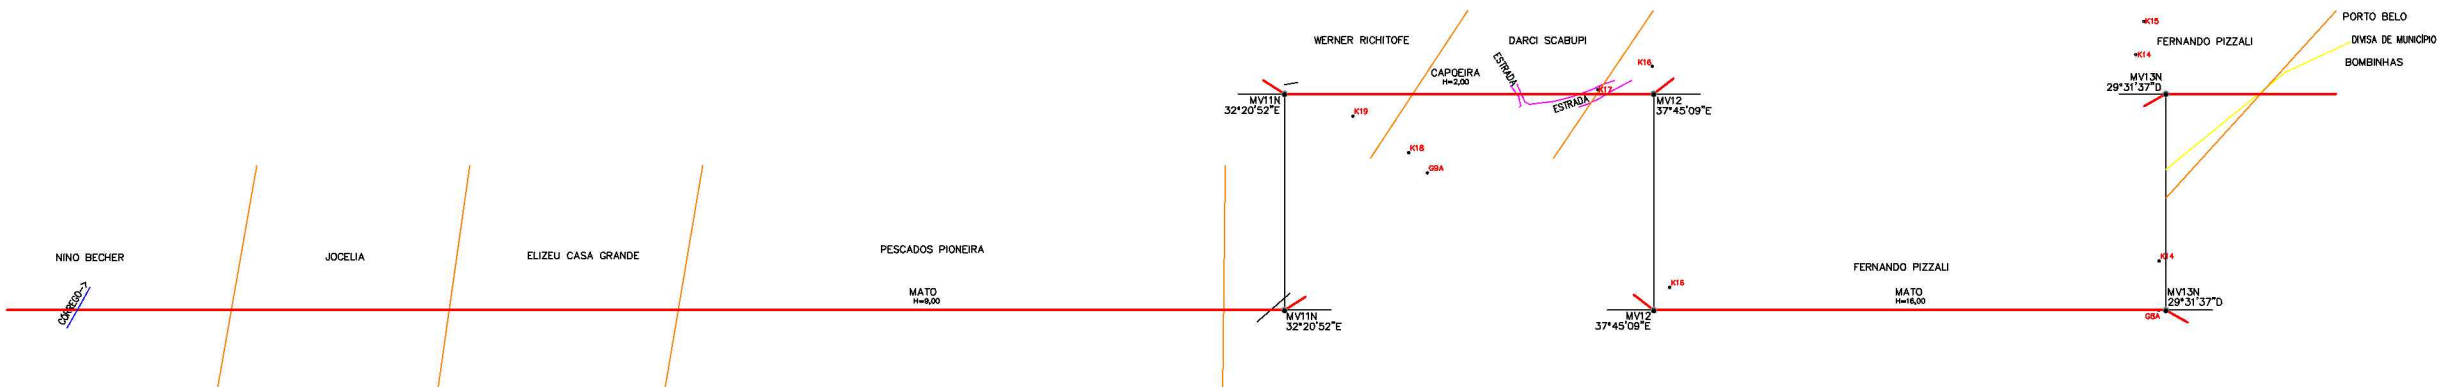 NINO BECHER
CORREGO->
JOCELIA
ELIZEU CASA GRANDE
PESCADOS PIONEIRA
MATO
H=9,00
MV11N
32°20'52"E
MV11N
32°20'52"E
WERNER RICHITOFE
CAPOEIRA
H=2,00
K19
K18
G9A
DARCI SCABUPI
ESTRADA
ESTRADA
K17
K16
MV12
37°45'09"E
K16
MV12
37°45'09"E
FERNANDO PIZZALI
MATO
H=16,00
K15
K14
FERNANDO PIZZALI
MV13N
29°31'37"D
K14
MV13N
29°31'37"D
G8A
PORTO BELO
DIVISA DE MUNICÍPIO
BOMBINHAS